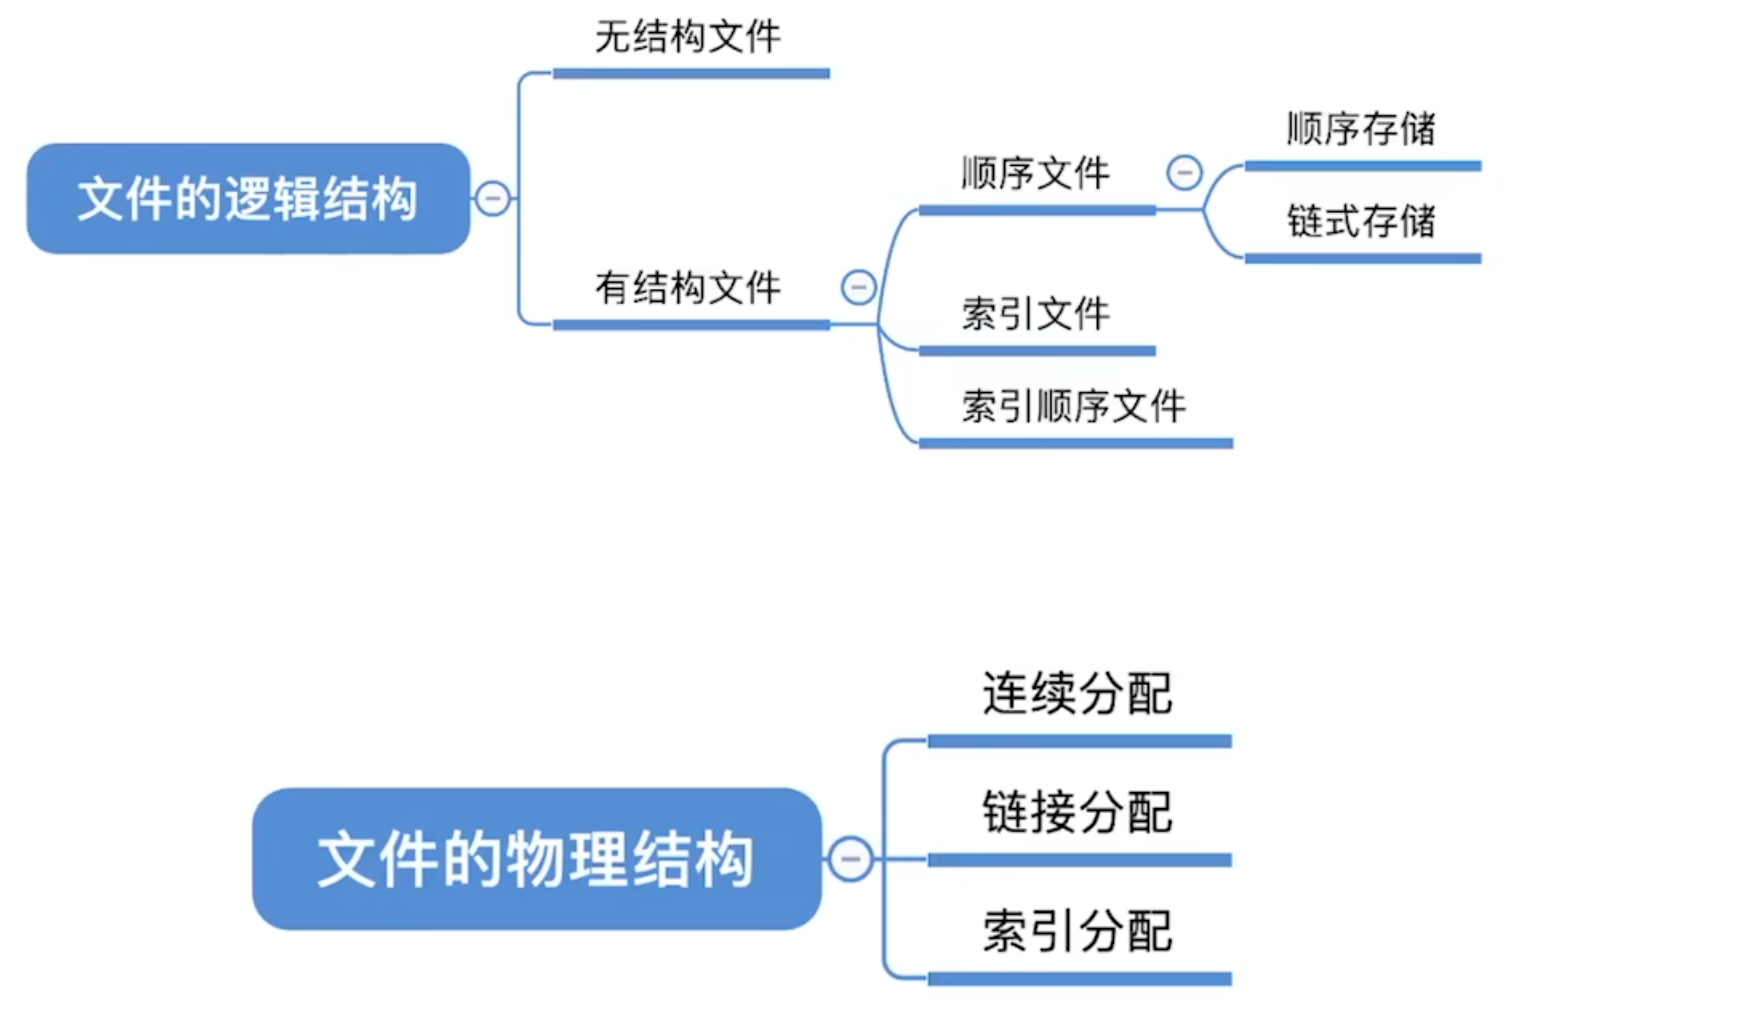 无结构文件
文件的逻辑结构
有结构文件
顺序文件
顺序存储
链式存储
索引文件
索引顺序文件
文件的物理结构
连续分配
链接分配
索引分配